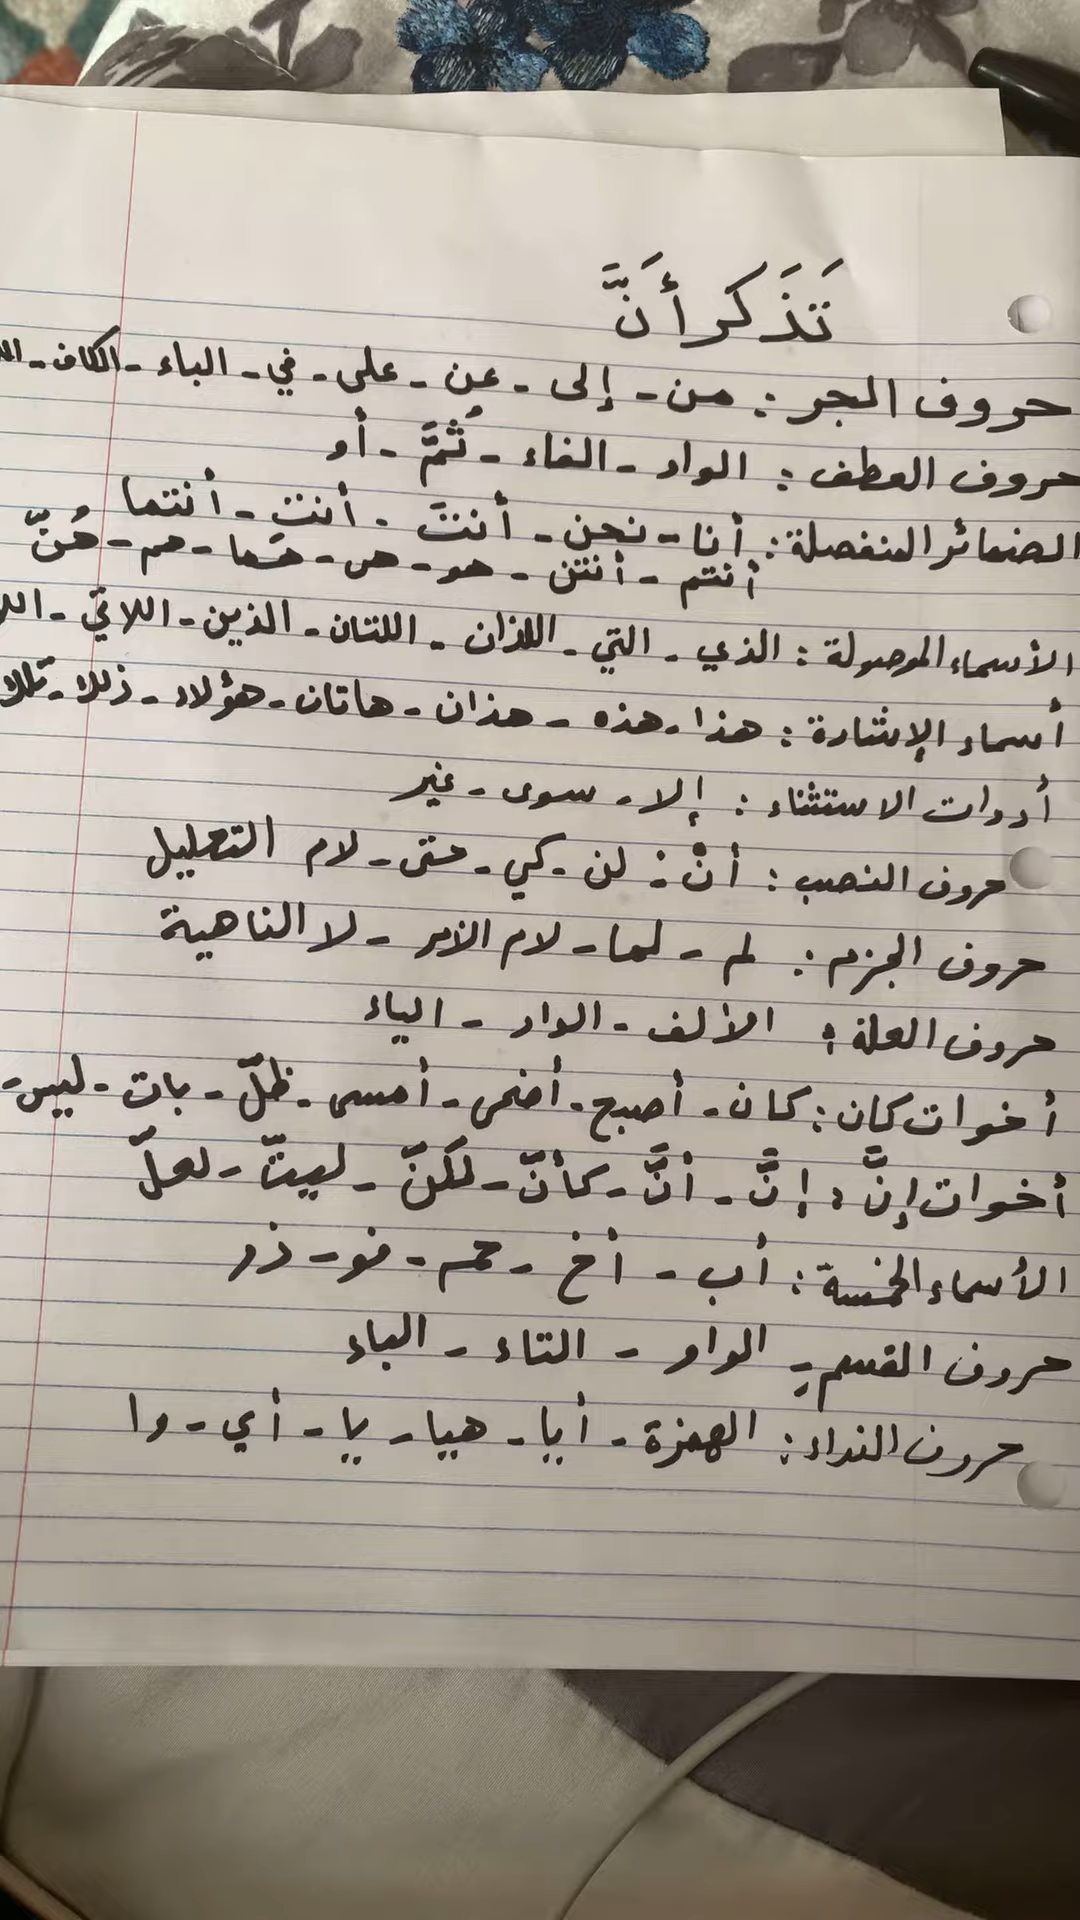 تَذَكر أَنَّ
حروف الجر : من - إلى - عن - على - في - الباء - الكاف -
حروف العطف : الواو - الفاء - ثُمَّ - أو
الضمائر المنفصلة : أنا - نحن - أنتَ - أنتِ - أنتما
أنتم - أنتن - هو - هي - هُما - هم - هُنّ
الأسماء الموصولة : الذي - التي - اللذان - اللتان - الذين - اللاتي -
أسماء الإشارة : هذا - هذه - هذان - هاتان - هؤلاء - ذلك - تلك
أدوات الاستثناء : إلا - سوى - غير
حروف النصب : أنْ - لن - كي - حتى - لام التعليل
حروف الجزم : لم - لما - لام الأمر - لا الناهية
حروف العلة : الألف - الواو - الياء
أخوات كان : كان - أصبح - أضحى - أمسى - ظلّ - بات - ليس -
أخوات إنَّ : إنَّ - أنَّ - كأنّ - لكنّ - ليتّ - لعلّ
الأسماء الخمسة : أب - أخ - حم - فو - ذو
حروف القسم - الواو - التاء - الباء
حروف النداء : الهمزة - أيا - هيا - يا - أي - وا